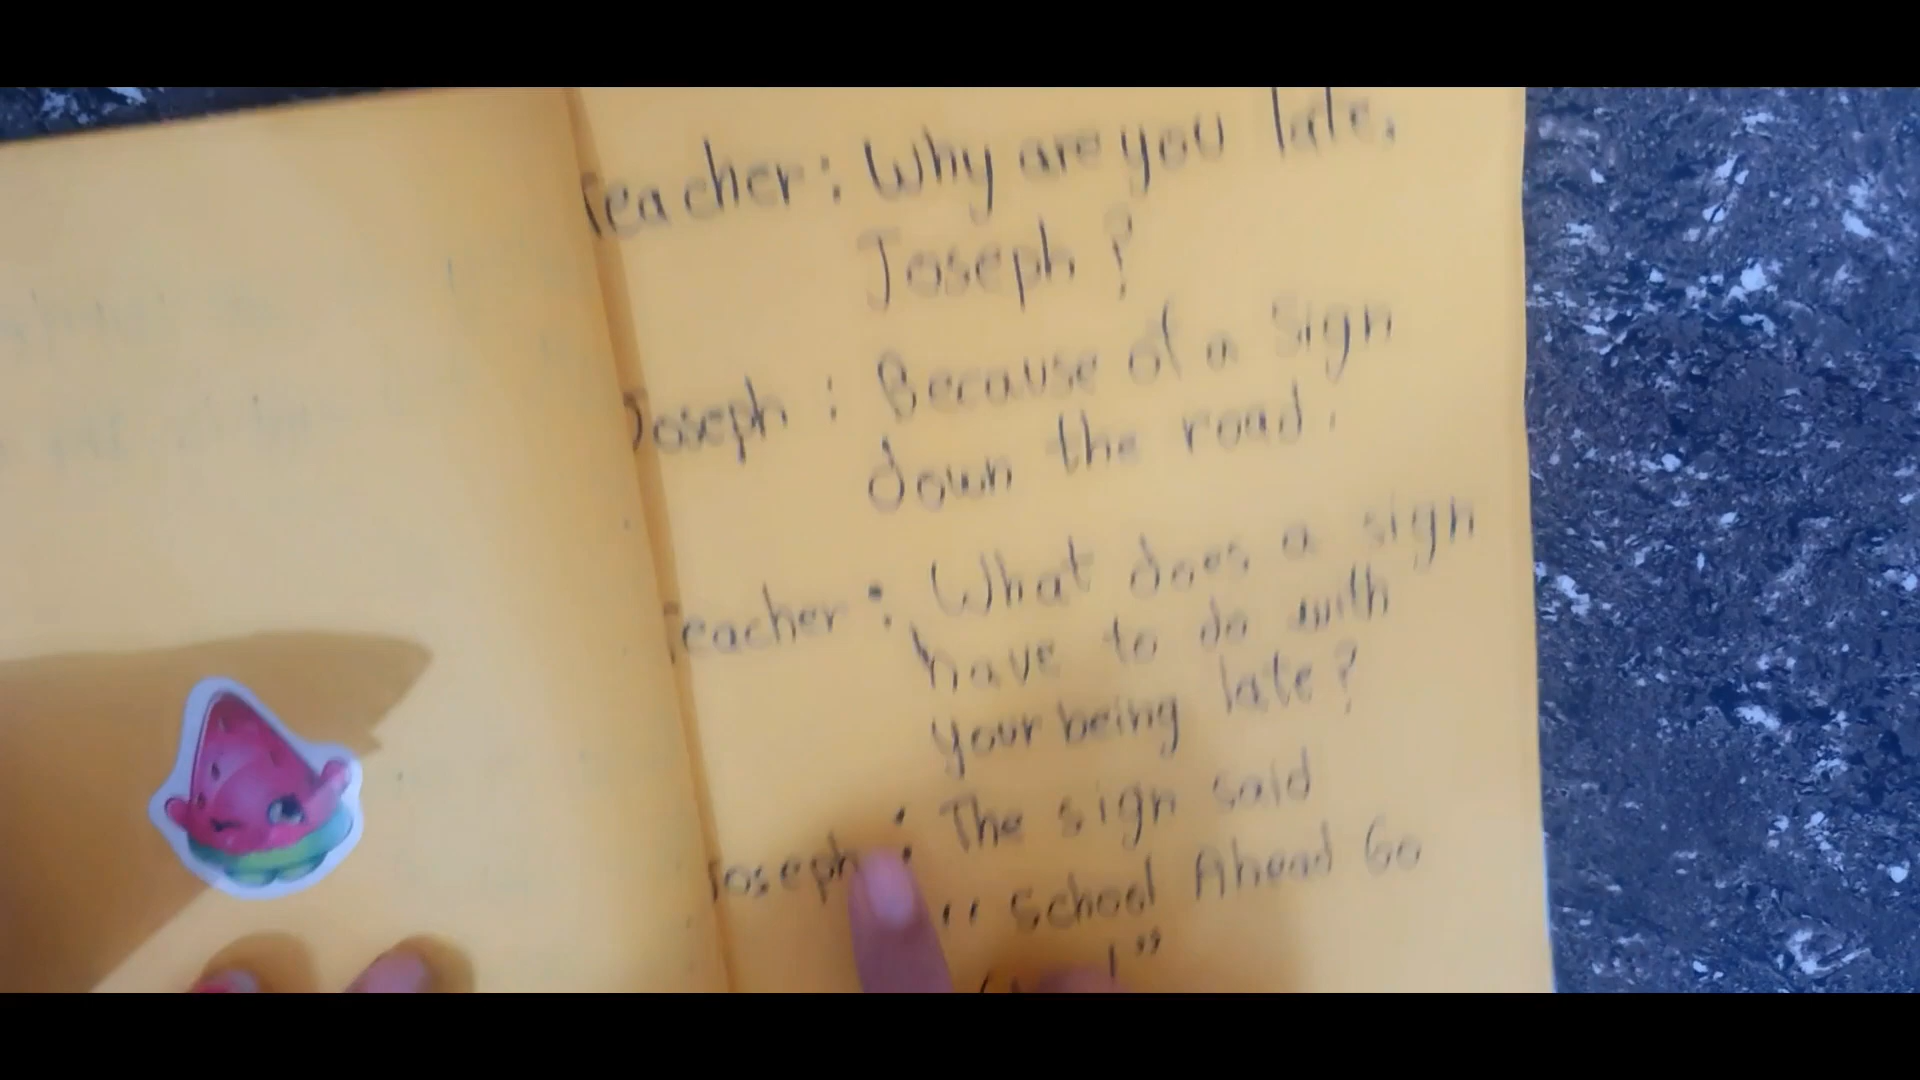 Teacher: Why are you late,
Joseph?
Joseph: Because of a Sign
down the road.
Teacher: What does a sign
have to do with
your being late?
Joseph: The sign said
"School Ahead Go